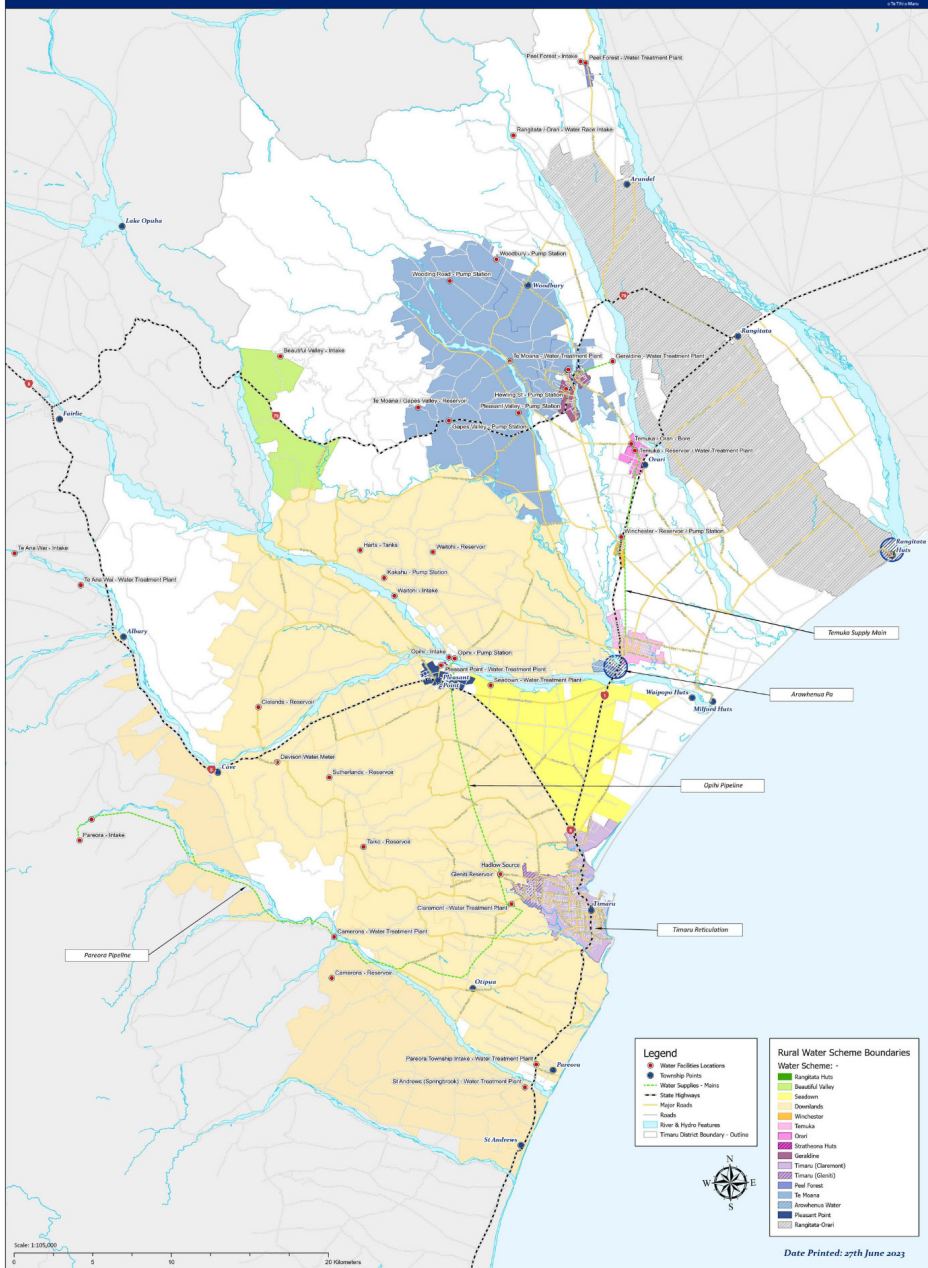 © Te Tihi o Maru
Peel Forest - Intake
Peel Forest - Water Treatment Plant
Rangitata / Orari - Water Race Intake
Arundel
Lake Opuha
Woodbury - Pump Station
Wooding Road - Pump Station
Woodbury
79
Rangitata
Beautiful Valley - Intake
Te Moana - Water Treatment Plant
Geraldine - Water Treatment Plant
8
Hewling St - Pump Station
Te Moana / Gapes Valley - Reservoir
Pleasant Valley - Pump Station
Fairlie
79
Gapes Valley - Pump Station
Temuka - Orari - Bore
Temuka - Reservoir - Water Treatment Plant
Orari
Winchester - Reservoir / Pump Station
Rangitata
Huts
Te Ana Wai - Intake
Harts - Tanks
Waitohi - Reservoir
Kakahu - Pump Station
Te Ana Wai - Water Treatment Plant
Waitohi - Intake
Albury
Temuka Supply Main
Opihi - Intake
Opihi - Pump Station
Pleasant Point - Water Treatment Plant
Pleasant
Point
Seadown - Water Treatment Plant
1
Waipopo Huts
Milford Huts
Arowhenua Pa
Clelands - Reservoir
8
Cave
Davison Water Meter
Sutherlands - Reservoir
Opihi Pipeline
Pareora - Intake
8
Taiko - Reservoir
Hadlow Source
Gleniti Reservoir
Claremont - Water Treatment Plant
Timaru
Timaru Reticulation
Camerons - Water Treatment Plant
Pareora Pipeline
Camerons - Reservoir
Otipua
Pareora Township Intake - Water Treatment Plant
Pareora
St Andrews (Springbrook) - Water Treatment Plant
St Andrews
Legend
Water Facilities Locations
Township Points
Water Supplies - Mains
State Highways
Major Roads
Roads
River & Hydro Features
Timaru District Boundary - Outline
N
W
E
S
Rural Water Scheme Boundaries
Water Scheme: -
Rangitata Huts
Beautiful Valley
Seadown
Downlands
Winchester
Temuka
Orari
Stratheona Huts
Geraldine
Timaru (Claremont)
Timaru (Gleniti)
Peel Forest
Te Moana
Arowhenua Water
Pleasant Point
Rangitata-Orari
Scale: 1:105,000
0
5
10
20 Kilometers
Date Printed: 27th June 2023